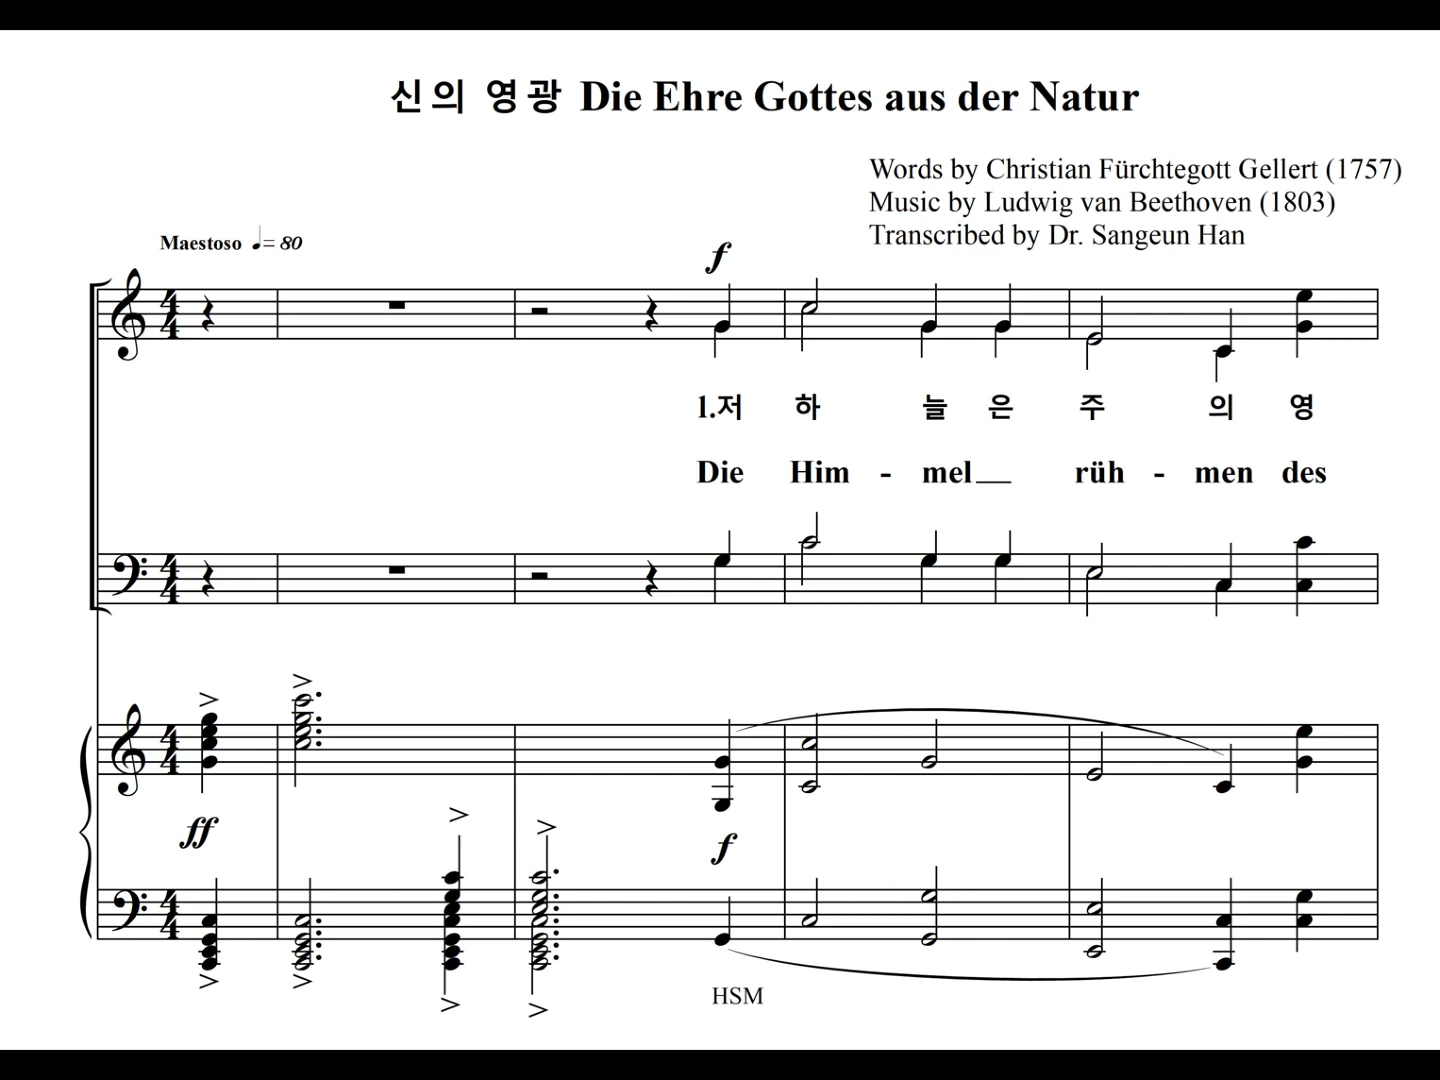 신의 영광 Die Ehre Gottes aus der Natur
Words by Christian Fürchtegott Gellert (1757)
Music by Ludwig van Beethoven (1803)
Transcribed by Dr. Sangeun Han
Maestoso ♩= 80
f
1.저 하 늘 은 주 의 영
Die Him - mel__ rüh - men des
ff f
HSM